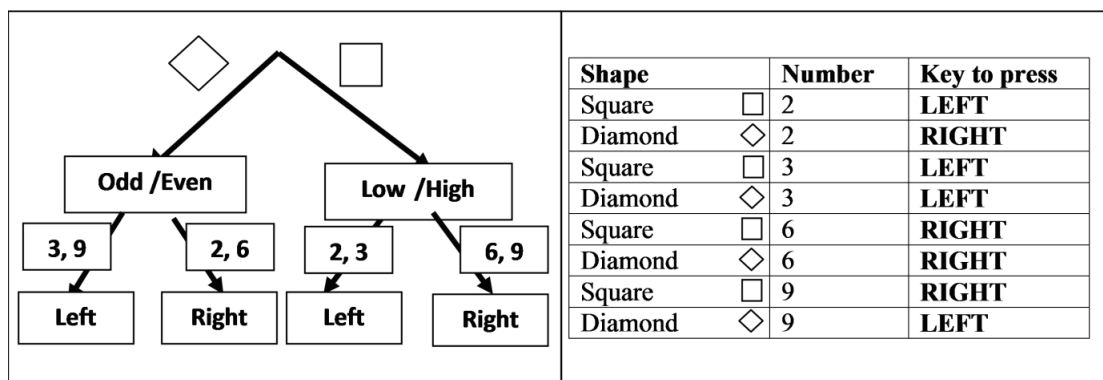 Odd /Even
Low /High
3, 9
2, 6
2, 3
6, 9
Left
Right
Left
Right
Shape Number Key to press
Square 2 LEFT
Diamond 2 RIGHT
Square 3 LEFT
Diamond 3 LEFT
Square 6 RIGHT
Diamond 6 RIGHT
Square 9 RIGHT
Diamond 9 LEFT